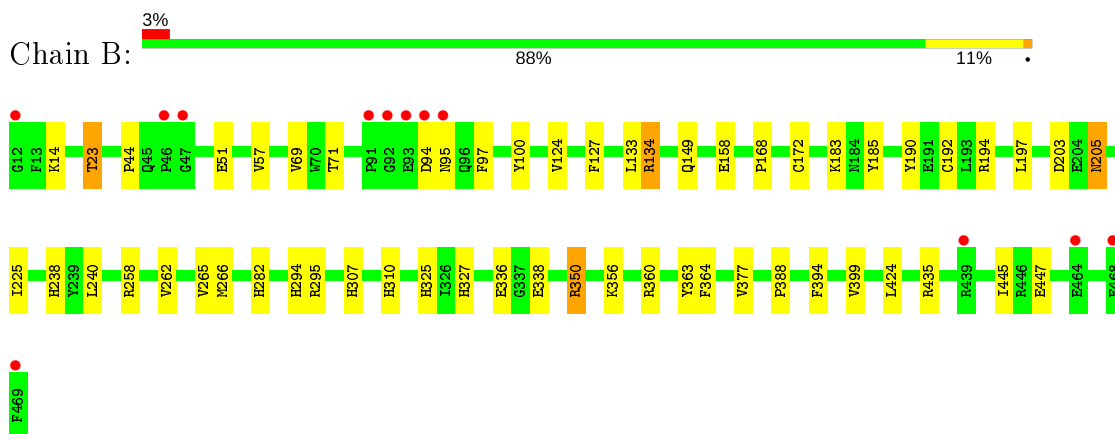 3%
Chain B:
88% 11% •
G12 F13 K14 T23 P44 Q45 P46 G47 E51 V57 V69 W70 T71 P91 G92 E93 D94 N95 Q96 F97 Y100 V124 F127 L133 R134 Q149 E158 P168 C172 K183 N184 Y185 Y190 E191 C192 L193 R194 L197 D203 E204 N205
I225 H238 Y239 L240 R258 V262 V265 M266 H282 H294 R295 H307 H310 H325 I326 H327 E336 G337 E338 R350 K356 R360 Y363 F364 V377 P388 F394 V399 L424 R435 R439 I445 R446 E447 E464
F469